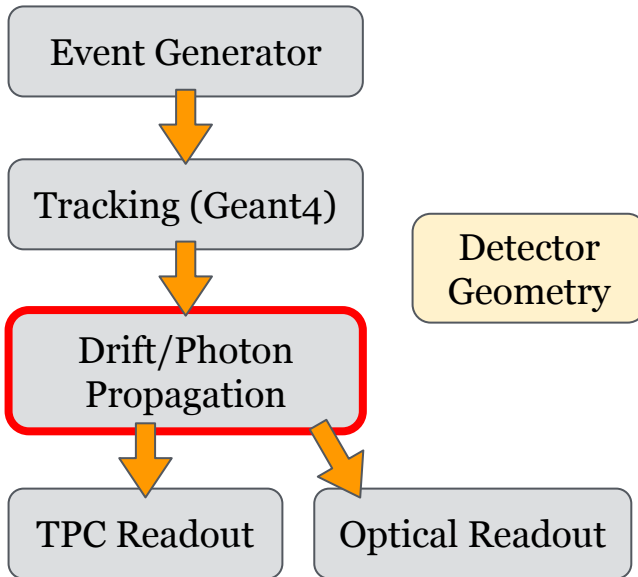 Event Generator
Tracking (Geant4)
Detector
Geometry
Drift/Photon
Propagation
TPC Readout
Optical Readout